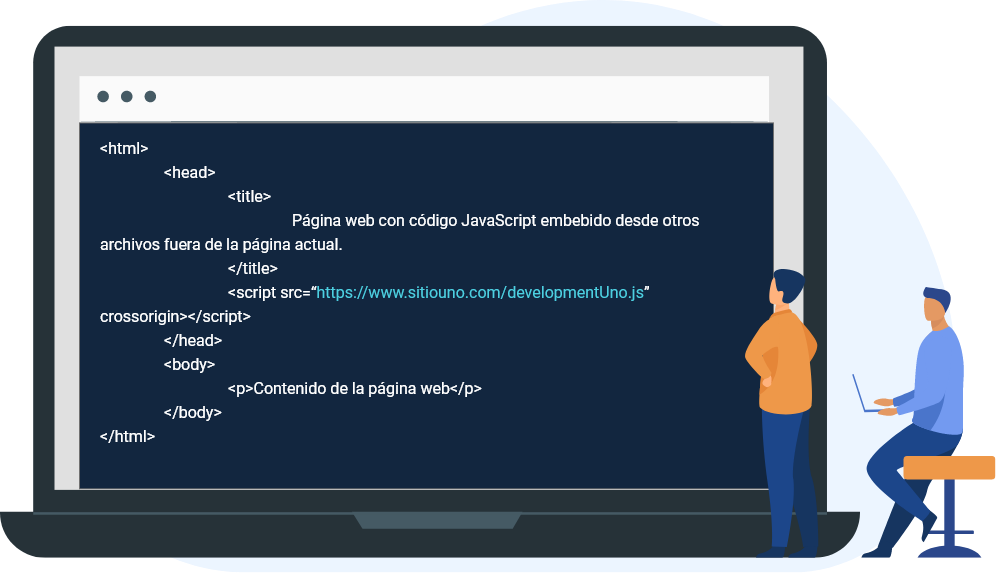 <html>
<head>
<title>
Página web con código JavaScript embebido desde otros
archivos fuera de la página actual.
</title>
<script src=“https://www.sitiouno.com/developmentUno.js”
crossorigin></script>
</head>
<body>
<p>Contenido de la página web</p>
</body>
</html>